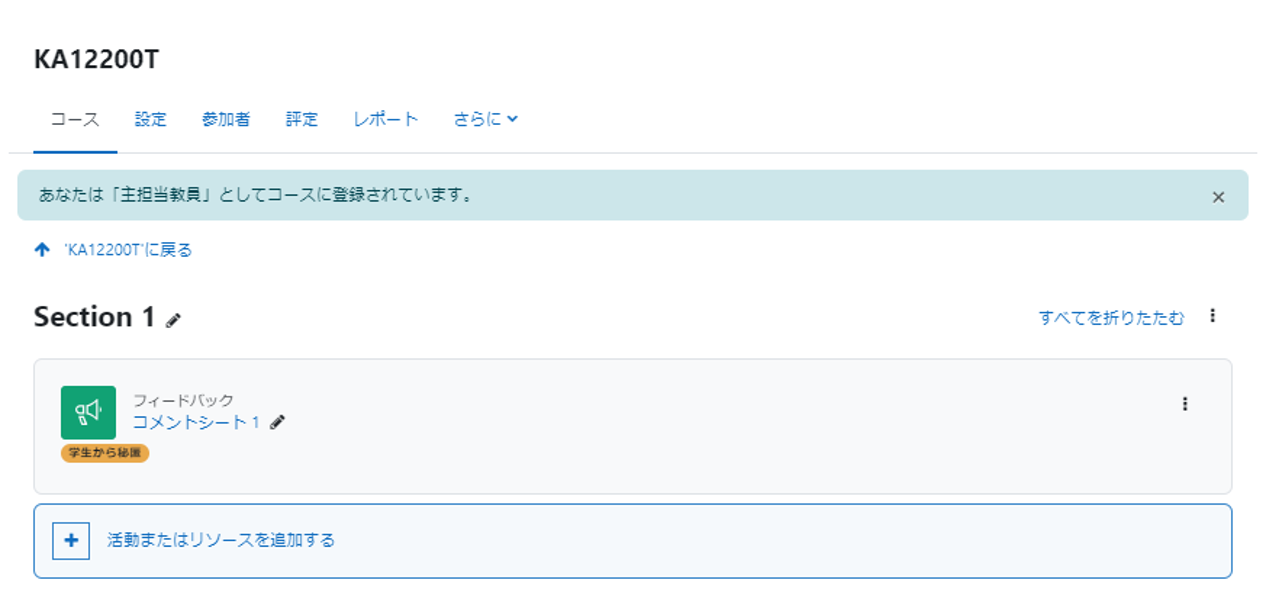 KA12200T
コース 設定 参加者 評定 レポート さらに
あなたは「主担当教員」としてコースに登録されています。
'KA12200T'に戻る
Section 1
すべてを折りたたむ
フィードバック
コメントシート 1
学生から秘匿
活動またはリソースを追加する